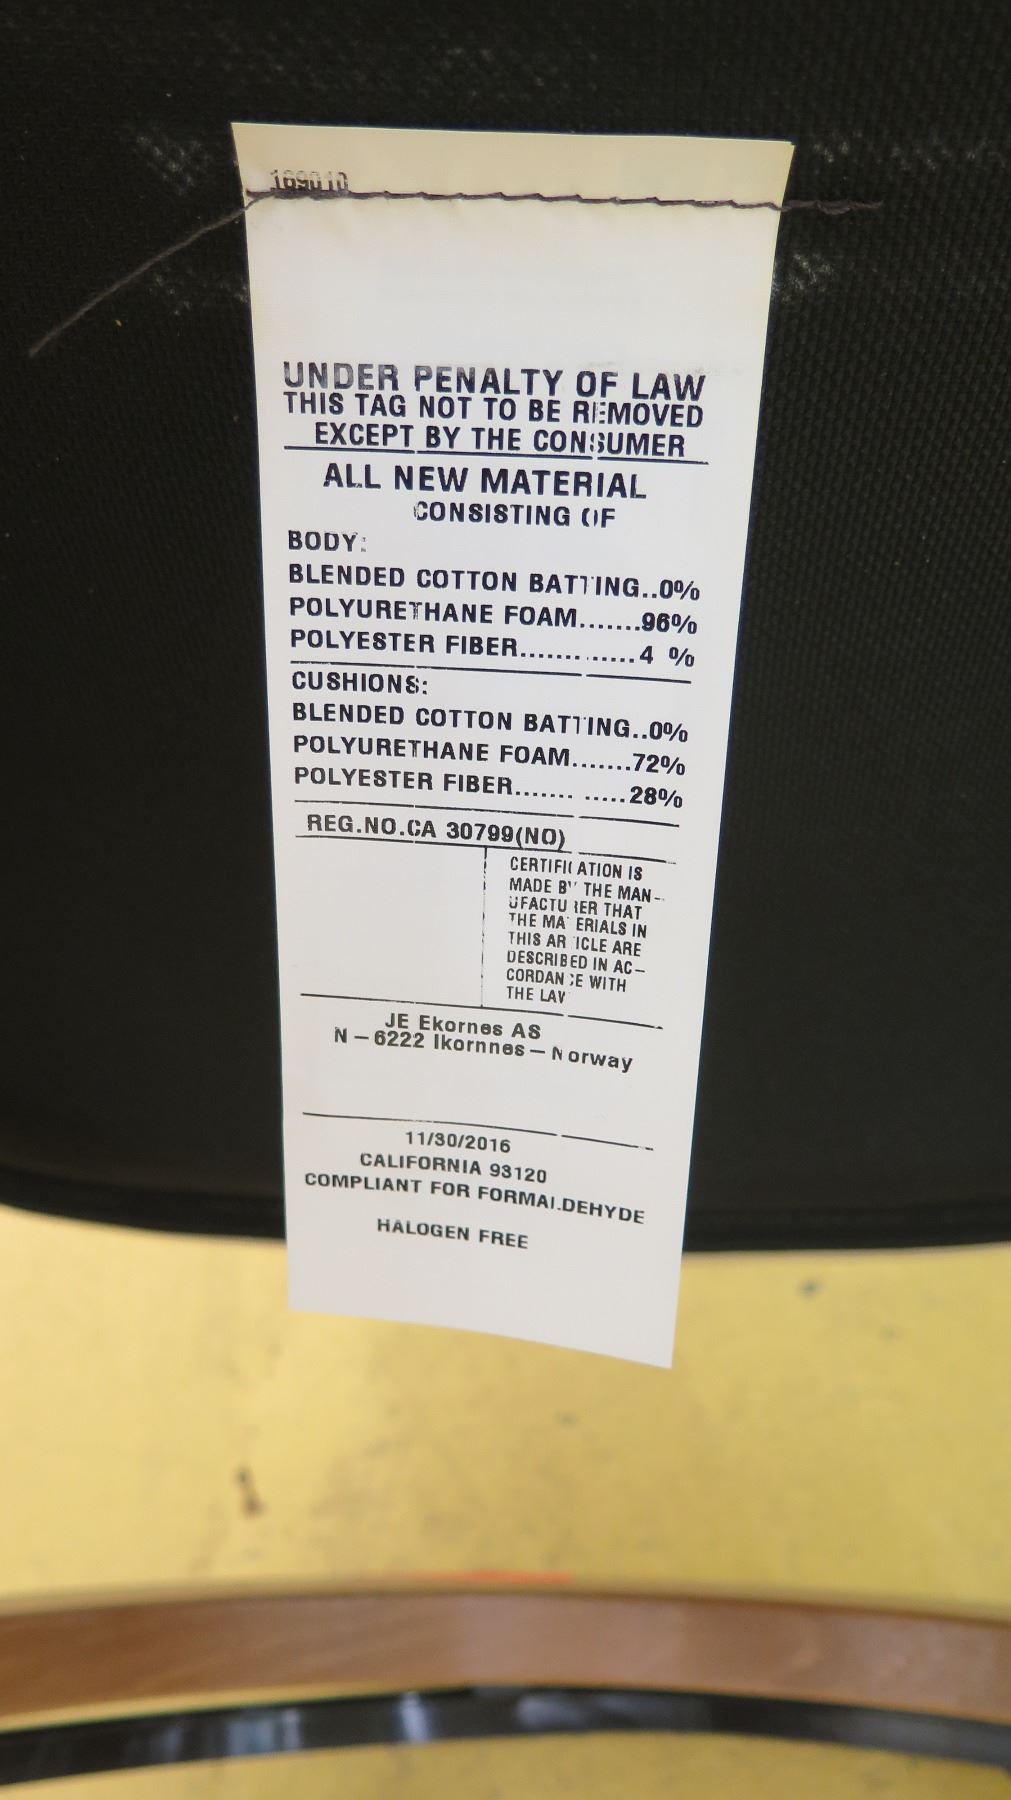 169010
UNDER PENALTY OF LAW
THIS TAG NOT TO BE REMOVED
EXCEPT BY THE CONSUMER
ALL NEW MATERIAL
CONSISTING OF
BODY:
BLENDED COTTON BATTING..0%
POLYURETHANE FOAM.......96%
POLYESTER FIBER.............4 %
CUSHIONS:
BLENDED COTTON BATTING..0%
POLYURETHANE FOAM.......72%
POLYESTER FIBER....... .....28%
REG.NO.CA 30799(NO)
CERTIFICATION IS
MADE BY THE MAN-
UFACTURER THAT
THE MATERIALS IN
THIS ARTICLE ARE
DESCRIBED IN AC-
CORDANCE WITH
THE LAW
JE Ekornes AS
N - 6222 Ikornnes - Norway
11/30/2016
CALIFORNIA 93120
COMPLIANT FOR FORMALDEHYDE
HALOGEN FREE